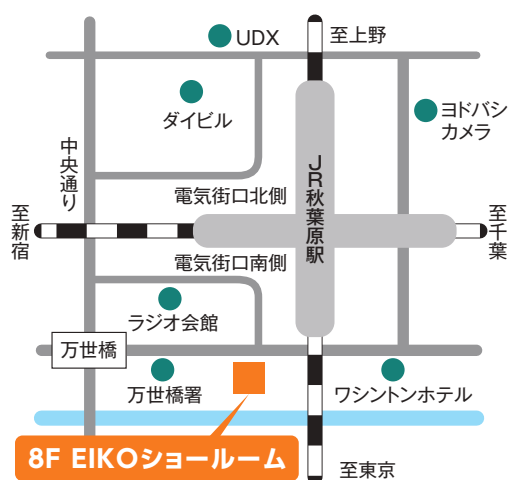 UDX
至上野
ダイビル
ヨドバシ
カメラ
中央通り
電気街口北側
JR秋葉原駅
至新宿
至千葉
電気街口南側
ラジオ会館
万世橋
万世橋署
ワシントンホテル
8F EIKOショールーム
至東京